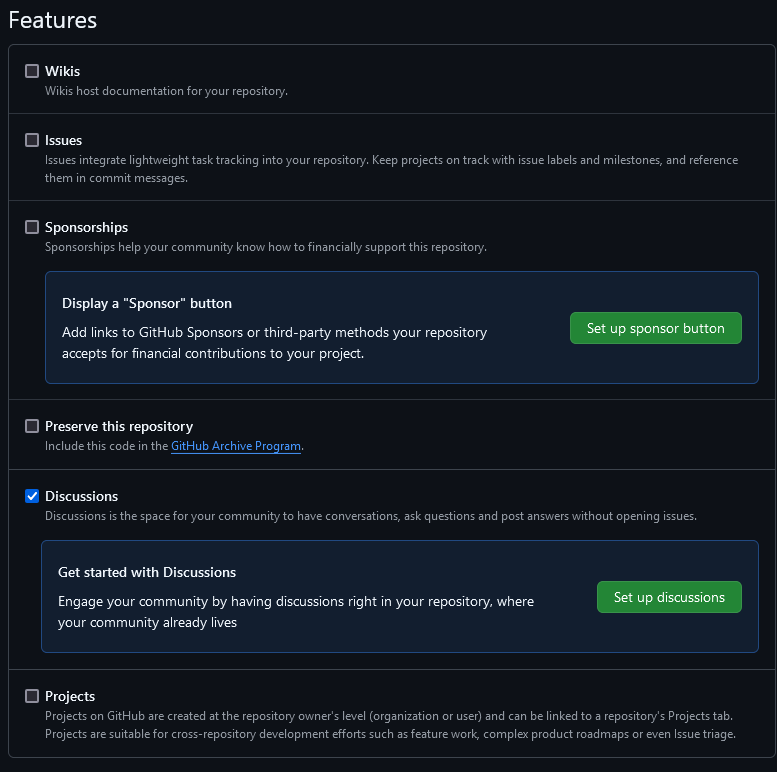 Features
Wikis
Wikis host documentation for your repository.
Issues
Issues integrate lightweight task tracking into your repository. Keep projects on track with issue labels and milestones, and reference
them in commit messages.
Sponsorships
Sponsorships help your community know how to financially support this repository.
Display a "Sponsor" button
Add links to GitHub Sponsors or third-party methods your repository
accepts for financial contributions to your project.
Set up sponsor button
Preserve this repository
Include this code in the GitHub Archive Program.
Discussions
Discussions is the space for your community to have conversations, ask questions and post answers without opening issues.
Get started with Discussions
Engage your community by having discussions right in your repository, where
your community already lives
Set up discussions
Projects
Projects on GitHub are created at the repository owner's level (organization or user) and can be linked to a repository's Projects tab.
Projects are suitable for cross-repository development efforts such as feature work, complex product roadmaps or even Issue triage.